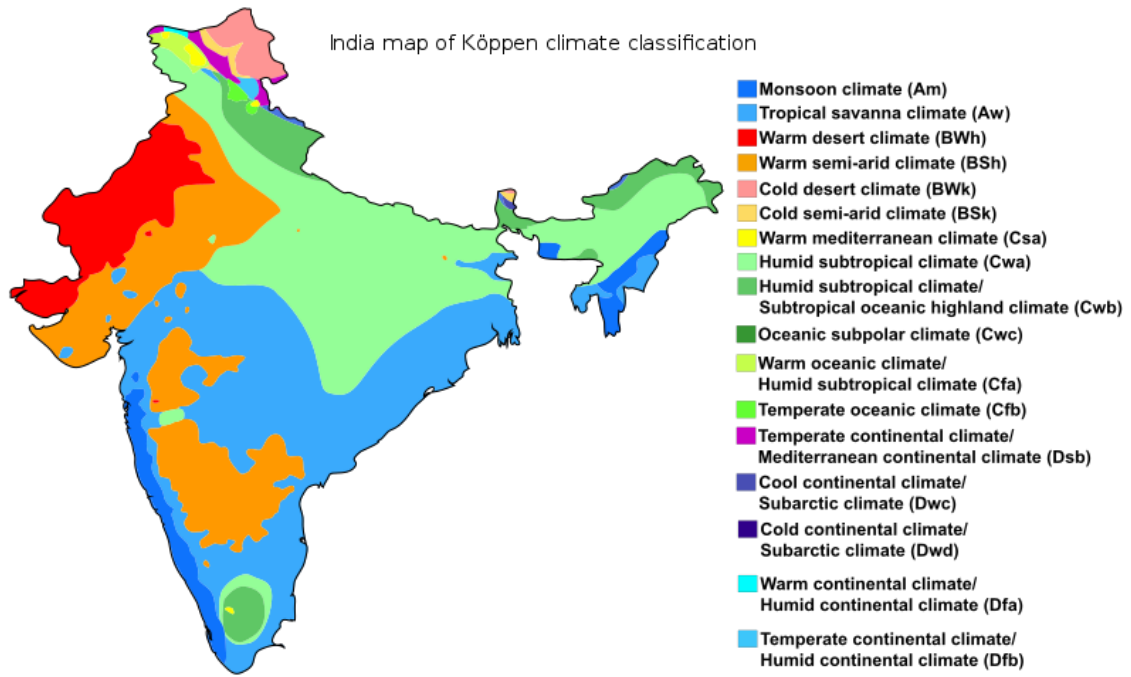 India map of Köppen climate classification
Monsoon climate (Am)
Tropical savanna climate (Aw)
Warm desert climate (BWh)
Warm semi-arid climate (BSh)
Cold desert climate (BWk)
Cold semi-arid climate (BSk)
Warm mediterranean climate (Csa)
Humid subtropical climate (Cwa)
Humid subtropical climate/
Subtropical oceanic highland climate (Cwb)
Oceanic subpolar climate (Cwc)
Warm oceanic climate/
Humid subtropical climate (Cfa)
Temperate oceanic climate (Cfb)
Temperate continental climate/
Mediterranean continental climate (Dsb)
Cool continental climate/
Subarctic climate (Dwc)
Cold continental climate/
Subarctic climate (Dwd)
Warm continental climate/
Humid continental climate (Dfa)
Temperate continental climate/
Humid continental climate (Dfb)